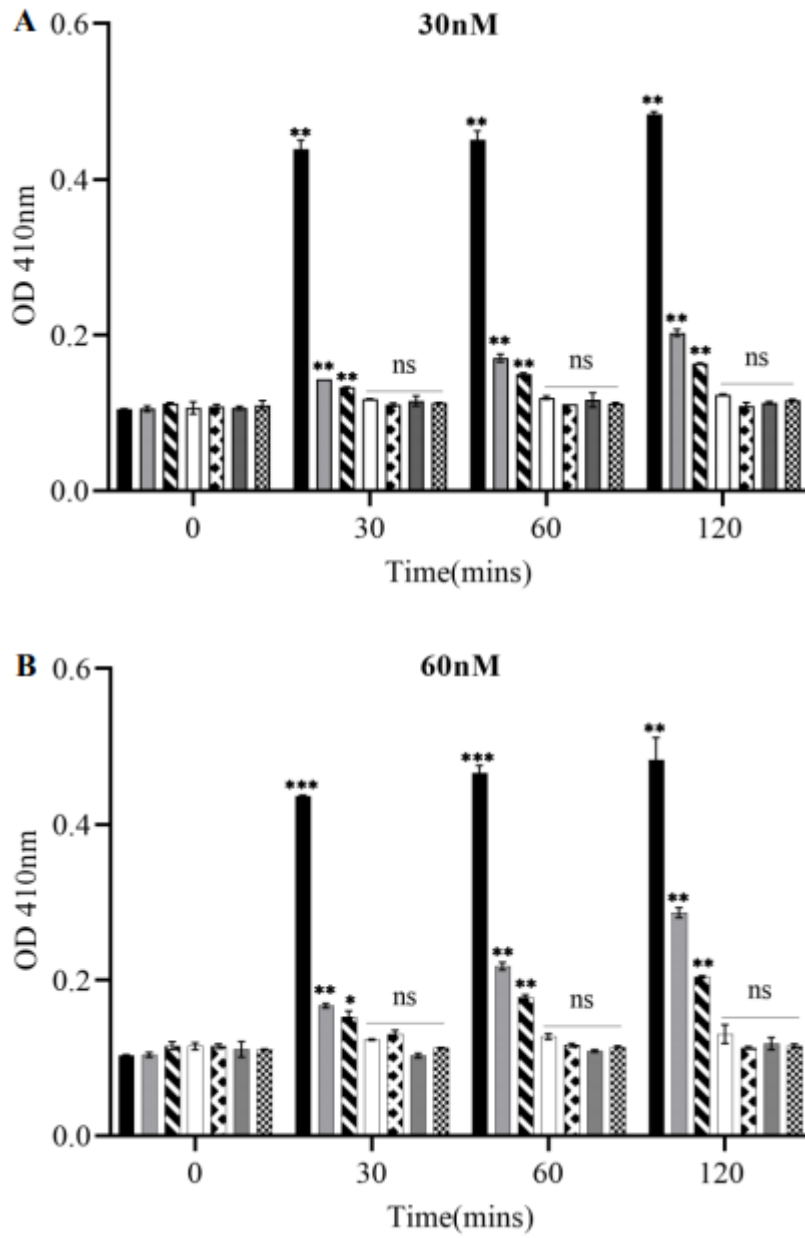 A
30nM
0.6
0.4
0.2
0.0
OD 410nm
** ** **
** ** ns
** ** ns
** ** ns
0 30 60 120
Time(mins)
B
60nM
0.6
0.4
0.2
0.0
OD 410nm
*** *** **
** * ns
** ** ns
** ** ns
0 30 60 120
Time(mins)